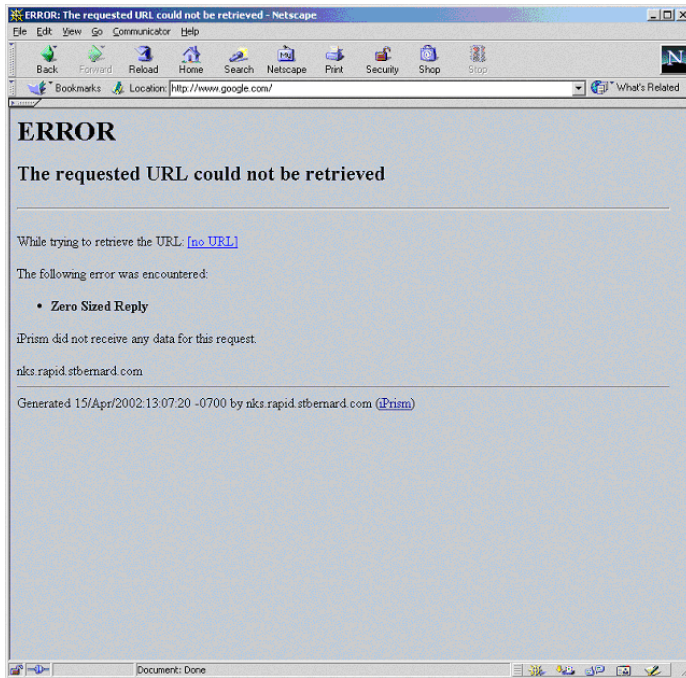 ERROR: The requested URL could not be retrieved - Netscape
File Edit View Go Communicator Help
Back Forward Reload Home Search Netscape Print Security Shop Stop
My
N
Bookmarks Location: http://www.google.com/ What's Related
ERROR
The requested URL could not be retrieved
While trying to retrieve the URL: [no URL]
The following error was encountered:
• Zero Sized Reply
iPrism did not receive any data for this request.
nks.rapid.stbernard.com
Generated 15/Apr/2002:13:07:20 -0700 by nks.rapid.stbernard.com (iPrism)
Document: Done